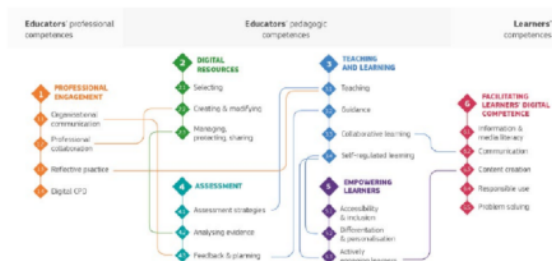 Educators' professional
competences
Educators' pedagogic
competences
Learners'
competences
1
PROFESSIONAL
ENGAGEMENT
Organisational
communication
Professional
collaboration
Reflective practice
Digital CPD
2
DIGITAL
RESOURCES
Selecting
Creating & modifying
Managing,
protecting, sharing
4
ASSESSMENT
Assessment strategies
Analysing evidence
Feedback & planning
3
TEACHING
AND LEARNING
Teaching
Guidance
Collaborative learning
Self-regulated learning
5
EMPOWERING
LEARNERS
Accessibility
& inclusion
Differentiation
& personalisation
Actively
6
FACILITATING
LEARNERS' DIGITAL
COMPETENCE
Information &
media literacy
Communication
Content creation
Responsible use
Problem solving